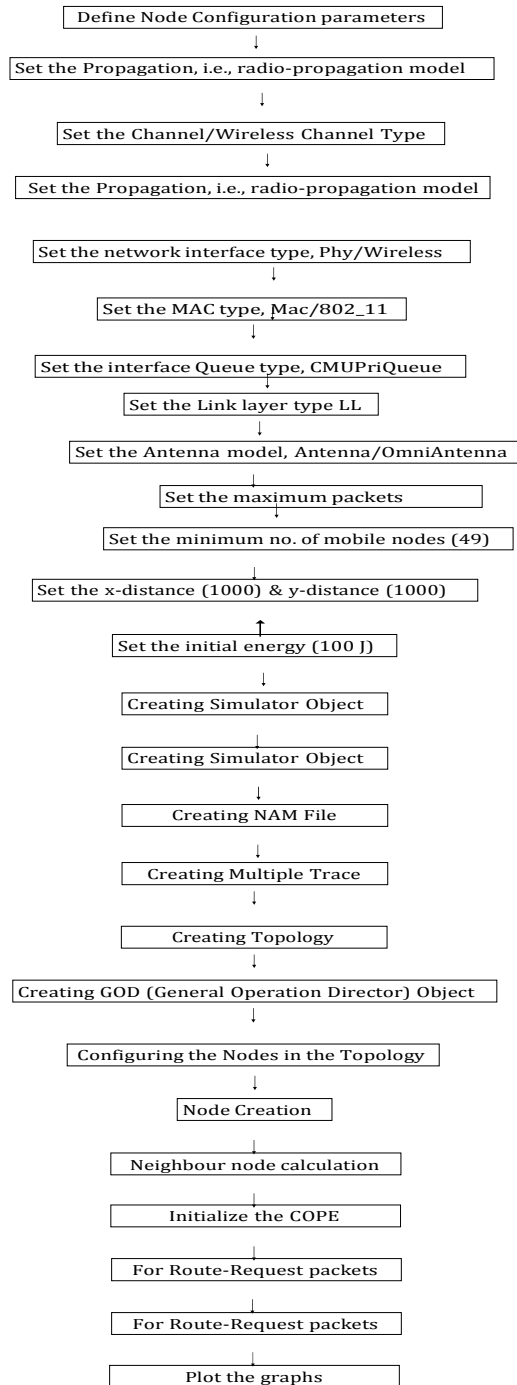 Define Node Configuration parameters
Set the Propagation, i.e., radio-propagation model
Set the Channel/Wireless Channel Type
Set the Propagation, i.e., radio-propagation model
Set the network interface type, Phy/Wireless
Set the MAC type, Mac/802_11
Set the interface Queue type, CMUPriQueue
Set the Link layer type LL
Set the Antenna model, Antenna/OmniAntenna
Set the maximum packets
Set the minimum no. of mobile nodes (49)
Set the x-distance (1000) & y-distance (1000)
Set the initial energy (100 J)
Creating Simulator Object
Creating Simulator Object
Creating NAM File
Creating Multiple Trace
Creating Topology
Creating GOD (General Operation Director) Object
Configuring the Nodes in the Topology
Node Creation
Neighbour node calculation
Initialize the COPE
For Route-Request packets
For Route-Request packets
Plot the graphs